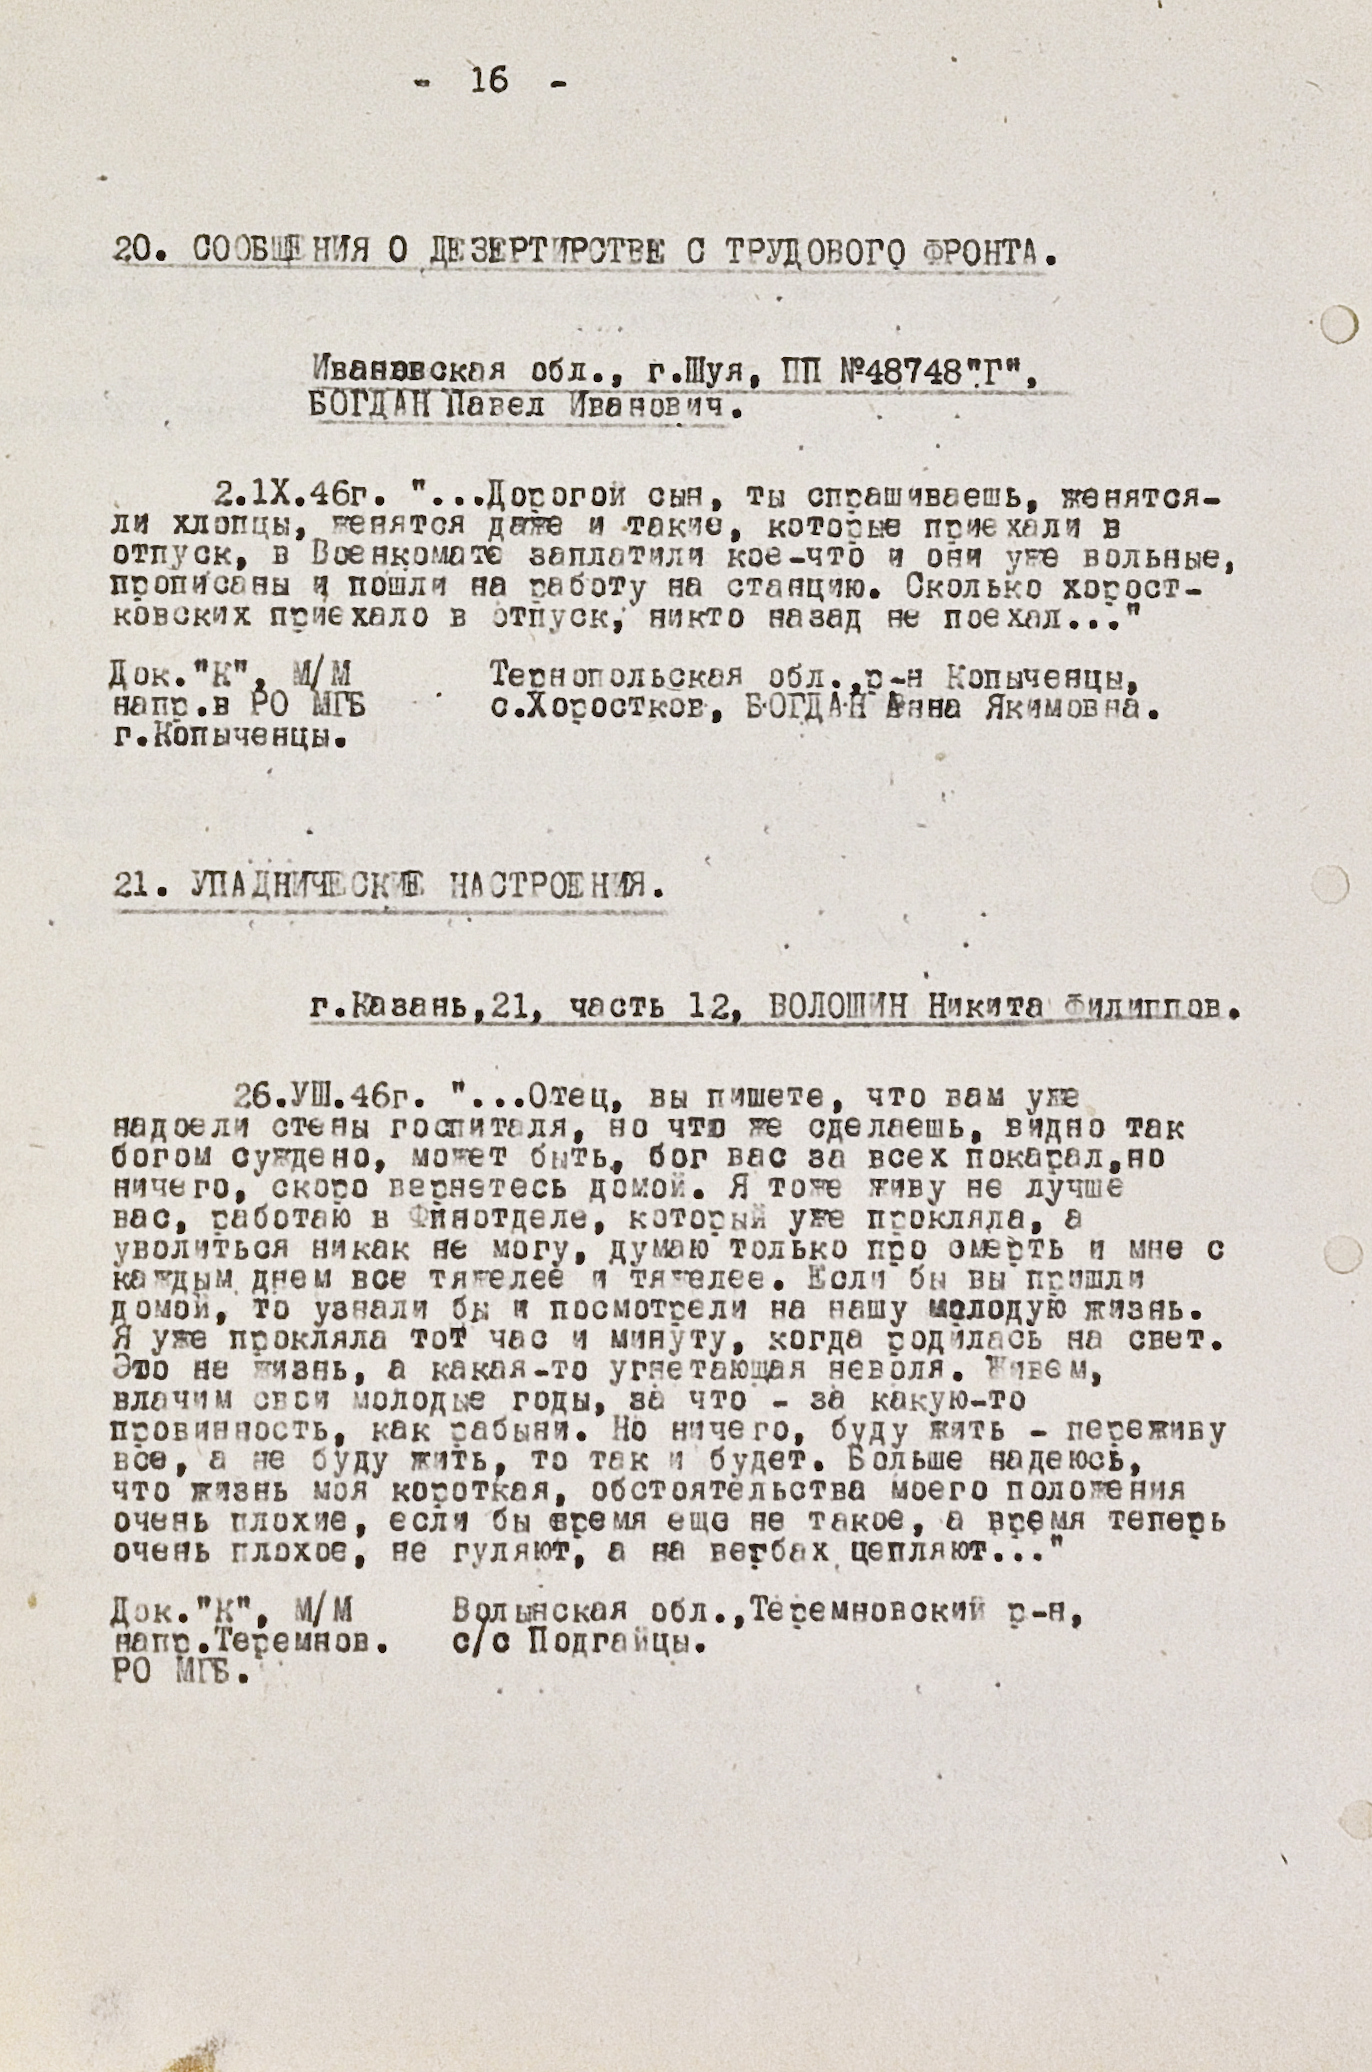 - 16 -
20. СООБЩЕНИЯ О ДЕЗЕРТИРСТВЕ С ТРУДОВОГО ФРОНТА.
Ивановская обл., г.Шуя, ПП №48748"Г",
БОГДАН Павел Иванович.
2.1Х.46г. "...Дорогой сын, ты спрашиваешь, женятся-
ли хлопцы, женятся даже и такие, которые приехали в
отпуск, в Военкомате заплатили кое-что и они уже вольные,
прописаны и пошли на работу на станцию. Сколько хорост-
ковских приехало в отпуск, никто назад не поехал..."
Док."К", М/М Тернопольская обл.,р-н Копыченцы,
напр.в РО МГБ с.Хоростков, БОГДАН Анна Якимовна.
г.Копыченцы.
21. УПАДНИЧЕСКИЕ НАСТРОЕНИЯ.
г.Казань,21, часть 12, ВОЛОШИН Никита Филиппов.
26.УШ.46г. "...Отец, вы пишете, что вам уже
надоели стены госпиталя, но что же сделаешь, видно так
богом суждено, может быть, бог вас за всех покарал,но
ничего, скоро вернетесь домой. Я тоже живу не лучше
вас, работаю в Финотделе, который уже прокляла, а
уволиться никак не могу, думаю только про смерть и мне с
каждым днем все тяжелее и тяжелее. Если бы вы пришли
домой, то узнали бы и посмотрели на нашу молодую жизнь.
Я уже прокляла тот час и минуту, когда родилась на свет.
Это не жизнь, а какая-то угнетающая неволя. Живем,
влачим свои молодые годы, за что - за какую-то
провинность, как рабыни. Но ничего, буду жить - переживу
все, а не буду жить, то так и будет. Больше надеюсь,
что жизнь моя короткая, обстоятельства моего положения
очень плохие, если бы время еще не такое, а время теперь
очень плохое, не гуляют, а на вербах цепляют..."
Док."К", М/М Волынская обл.,Теремновский р-н,
напр.Теремнов. с/с Подгайцы.
РО МГБ.